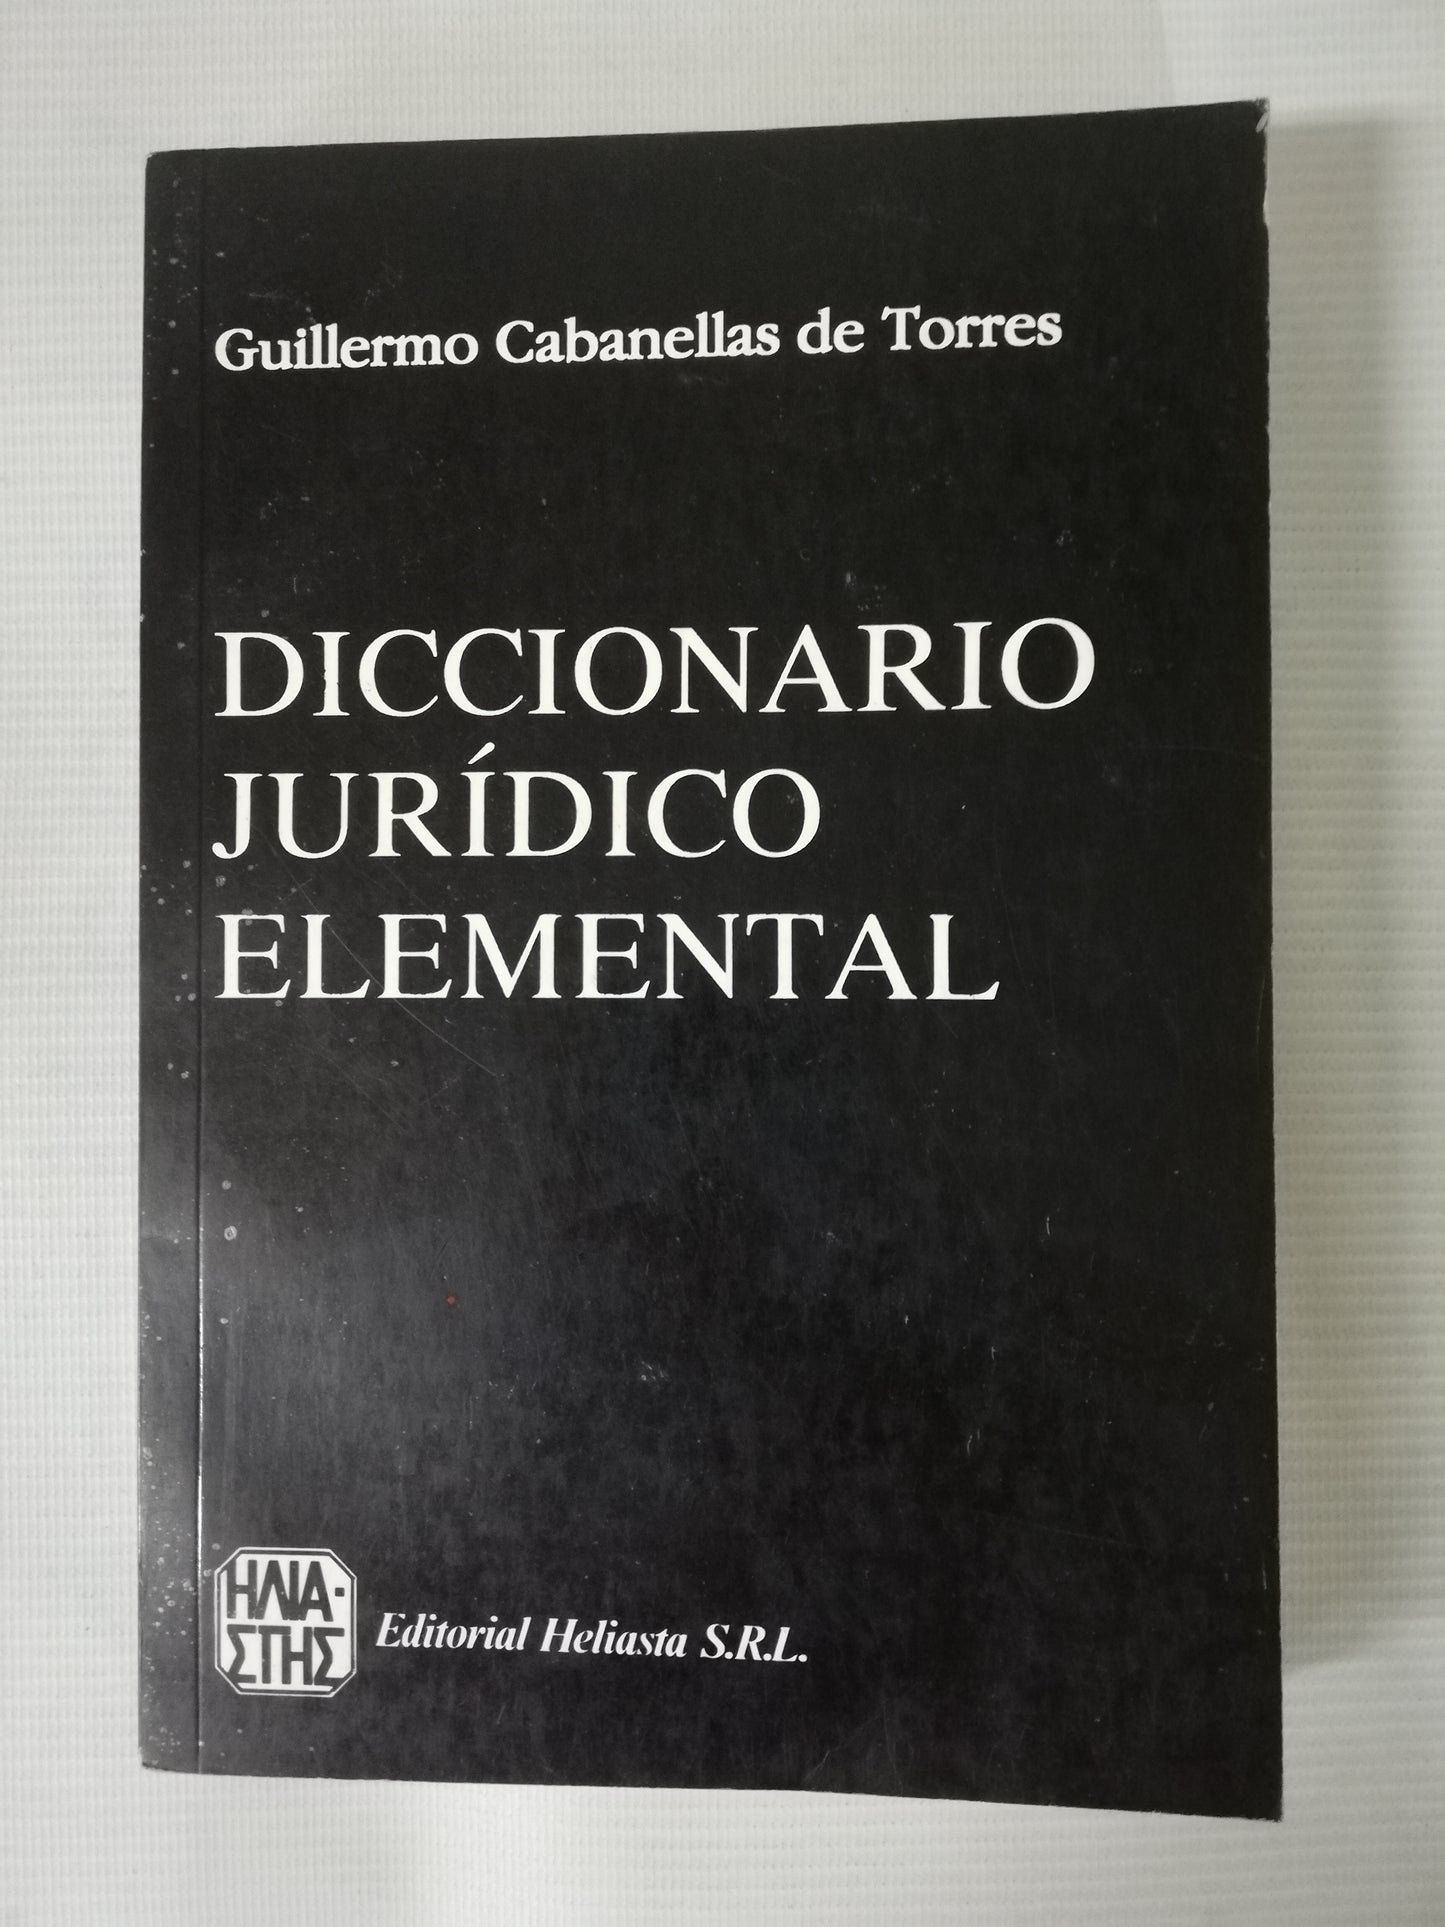 Guillermo Cabanellas de Torres
DICCIONARIO
JURÍDICO
ELEMENTAL
ΗΛΙΑ-
ΣΤΗΣ
Editorial Heliasta S.R.L.